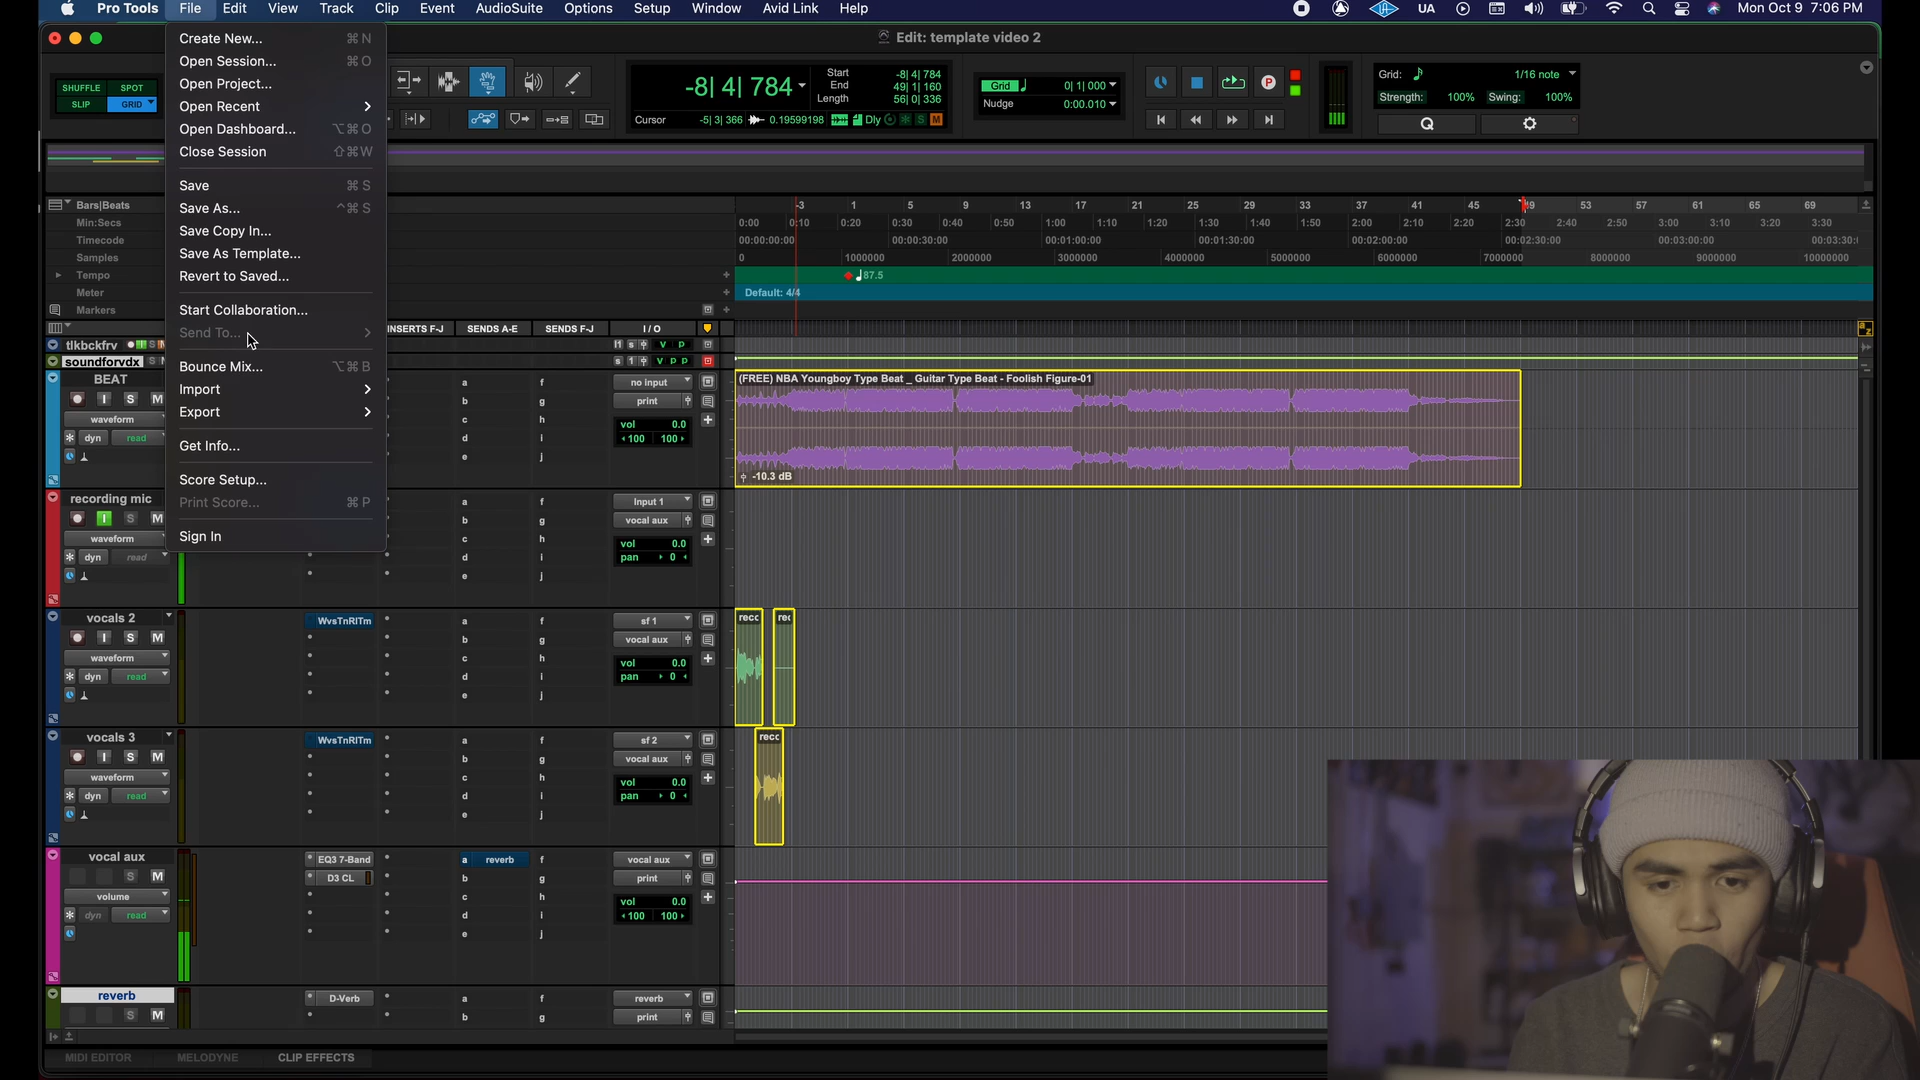 Pro Tools File Edit View Track Clip Event AudioSuite Options Setup Window Avid Link Help UA Mon Oct 9 7:06 PM
Edit: template video 2
Create New... ⌘ N
Open Session... ⌘ O
Open Project...
Open Recent
Open Dashboard... ⌥⌘ O
Close Session ⇧⌘W
Save ⌘ S
Save As... ^⌘ S
Save Copy In...
Save As Template...
Revert to Saved...
Start Collaboration...
Send To...
Bounce Mix... ⌥⌘ B
Import
Export
Get Info...
Score Setup...
Print Score... ⌘ P
Sign In
SHUFFLE SPOT
SLIP GRID
-8| 4| 784
Start -8| 4| 784
End 49| 1| 160
Length 56| 0| 336
Cursor -5| 3| 366 0.19599198 Dly S M
Grid 0| 1| 000
Nudge 0:00.010
P
Grid: 1/16 note
Strength: 100% Swing: 100%
Q
Bars|Beats -3 1 5 9 13 17 21 25 29 33 37 41 45 49 53 57 61 65 69
Min:Secs 0:00 0:10 0:20 0:30 0:40 0:50 1:00 1:10 1:20 1:30 1:40 1:50 2:00 2:10 2:20 2:30 2:40 2:50 3:00 3:10 3:20 3:30
Timecode 00:00:00:00 00:00:30:00 00:01:00:00 00:01:30:00 00:02:00:00 00:02:30:00 00:03:00:00 00:03:30:
Samples 0 1000000 2000000 3000000 4000000 5000000 6000000 7000000 8000000 9000000 10000000
Tempo + 87.5
Meter + Default: 4/4
Markers +
INSERTS F-J SENDS A-E SENDS F-J I / O
tlkbckfrv I S M s V P
soundforvdx S s 1 V P P
BEAT
I S M
waveform
dyn read
a b c d e
f g h i j
no input
print
vol 0.0
100 100
(FREE) NBA Youngboy Type Beat _ Guitar Type Beat - Foolish Figure-01
-10.3 dB
recording mic
I S M
waveform
dyn read
a b c d e
f g h i j
Input 1
vocal aux
vol 0.0
pan 0
vocals 2
I S M
waveform
dyn read
WvsTnRlTm
a b c d e
f g h i j
sf 1
vocal aux
vol 0.0
pan 0
recc rec
vocals 3
I S M
waveform
dyn read
WvsTnRlTm
a b c d e
f g h i j
sf 2
vocal aux
vol 0.0
pan 0
recc
vocal aux
S M
volume
dyn read
EQ3 7-Band
D3 CL
a reverb
b c d e
f g h i j
vocal aux
print
vol 0.0
100 100
reverb
S M
D-Verb
a b
f g
reverb
print
MIDI EDITOR MELODYNE CLIP EFFECTS